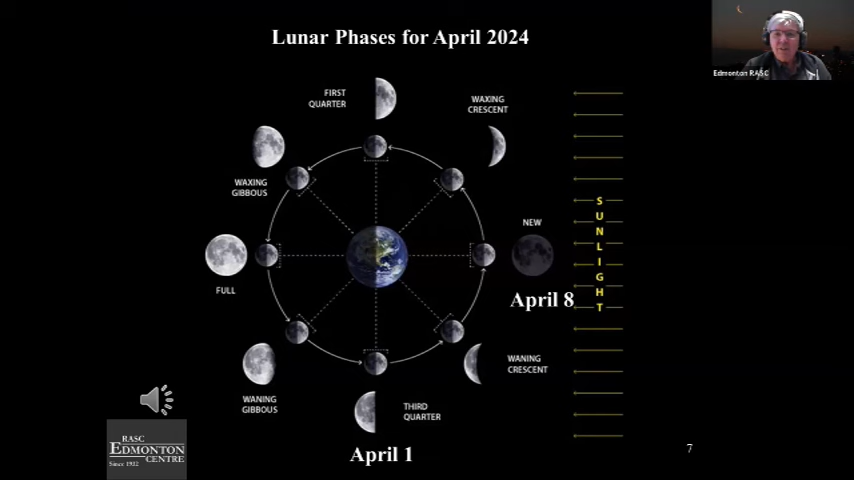 Lunar Phases for April 2024
Edmonton RASC
FIRST
QUARTER
WAXING
CRESCENT
WAXING
GIBBOUS
NEW
SUNLIGHT
FULL
April 8
WANING
CRESCENT
WANING
GIBBOUS
THIRD
QUARTER
RASC
EDMONTON
CENTRE
Since 1932
April 1
7